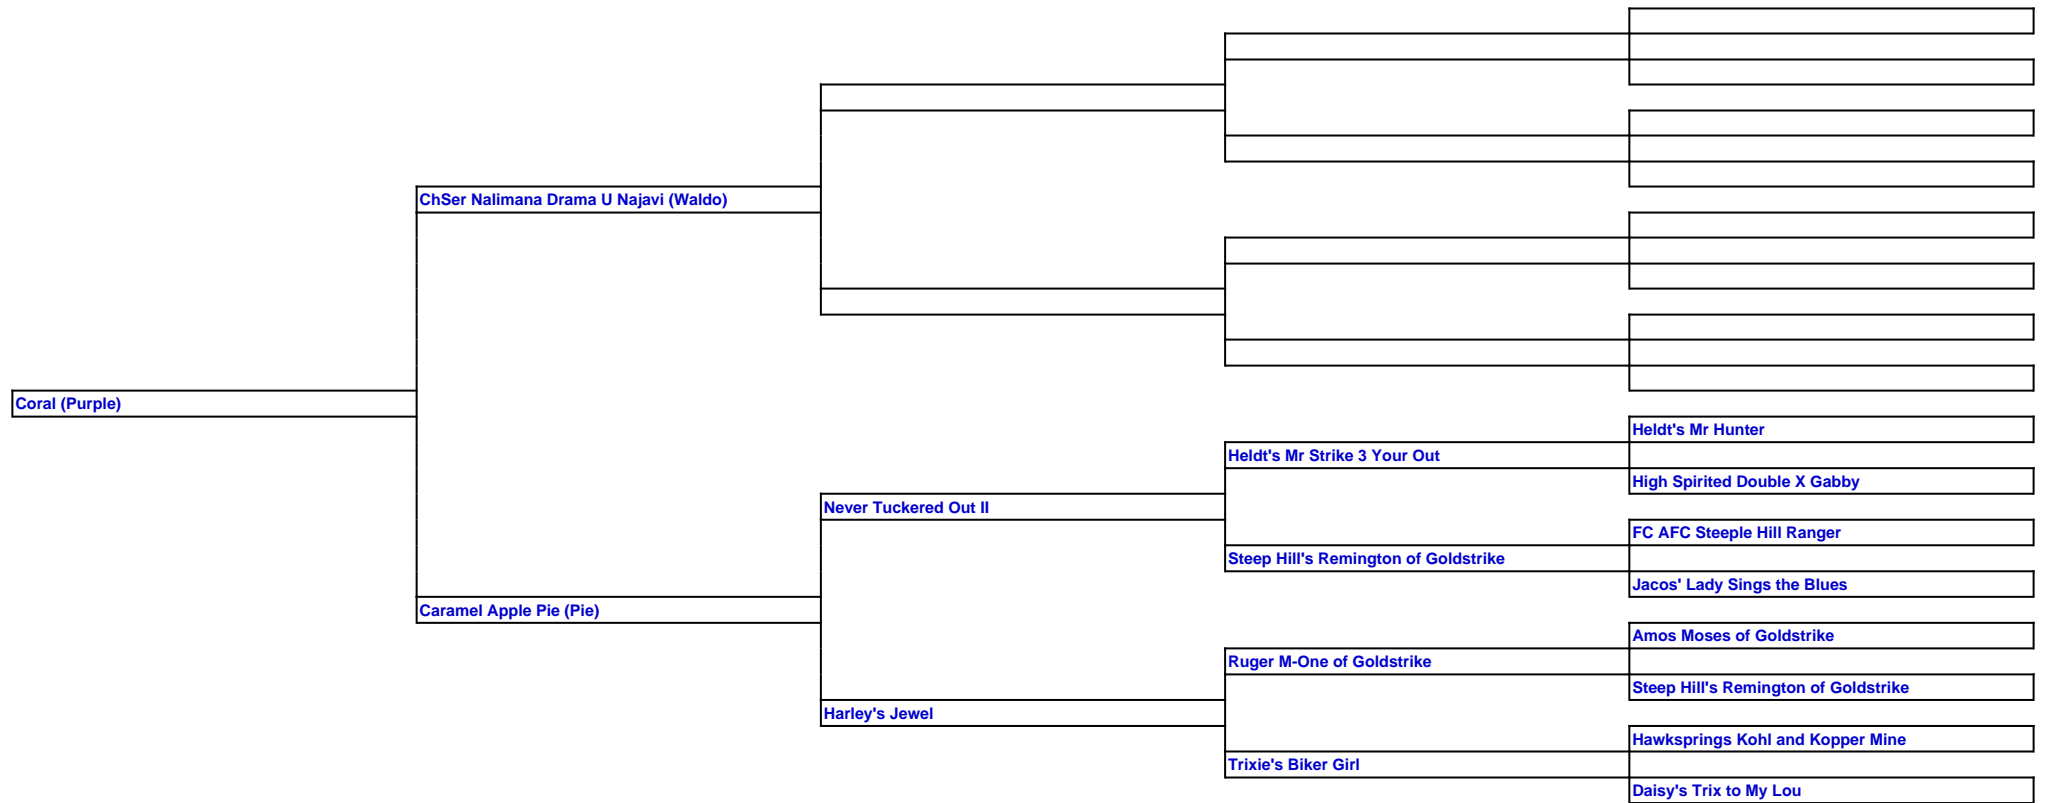 ChSer Nalimana Drama U Najavi (Waldo)
Coral (Purple)
Heldt's Mr Hunter
Heldt's Mr Strike 3 Your Out
High Spirited Double X Gabby
Never Tuckered Out II
FC AFC Steeple Hill Ranger
Steep Hill's Remington of Goldstrike
Jacos' Lady Sings the Blues
Caramel Apple Pie (Pie)
Amos Moses of Goldstrike
Ruger M-One of Goldstrike
Steep Hill's Remington of Goldstrike
Harley's Jewel
Hawksprings Kohl and Kopper Mine
Trixie's Biker Girl
Daisy's Trix to My Lou